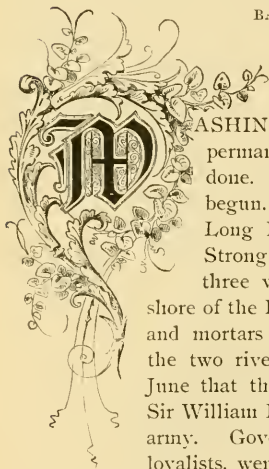 BA
WASHIN
perman
done.
begun.
Long I
Strong
three v
shore of the
and mortars
the two rive
June that th
Sir William
army. Gov
loyalists, wer